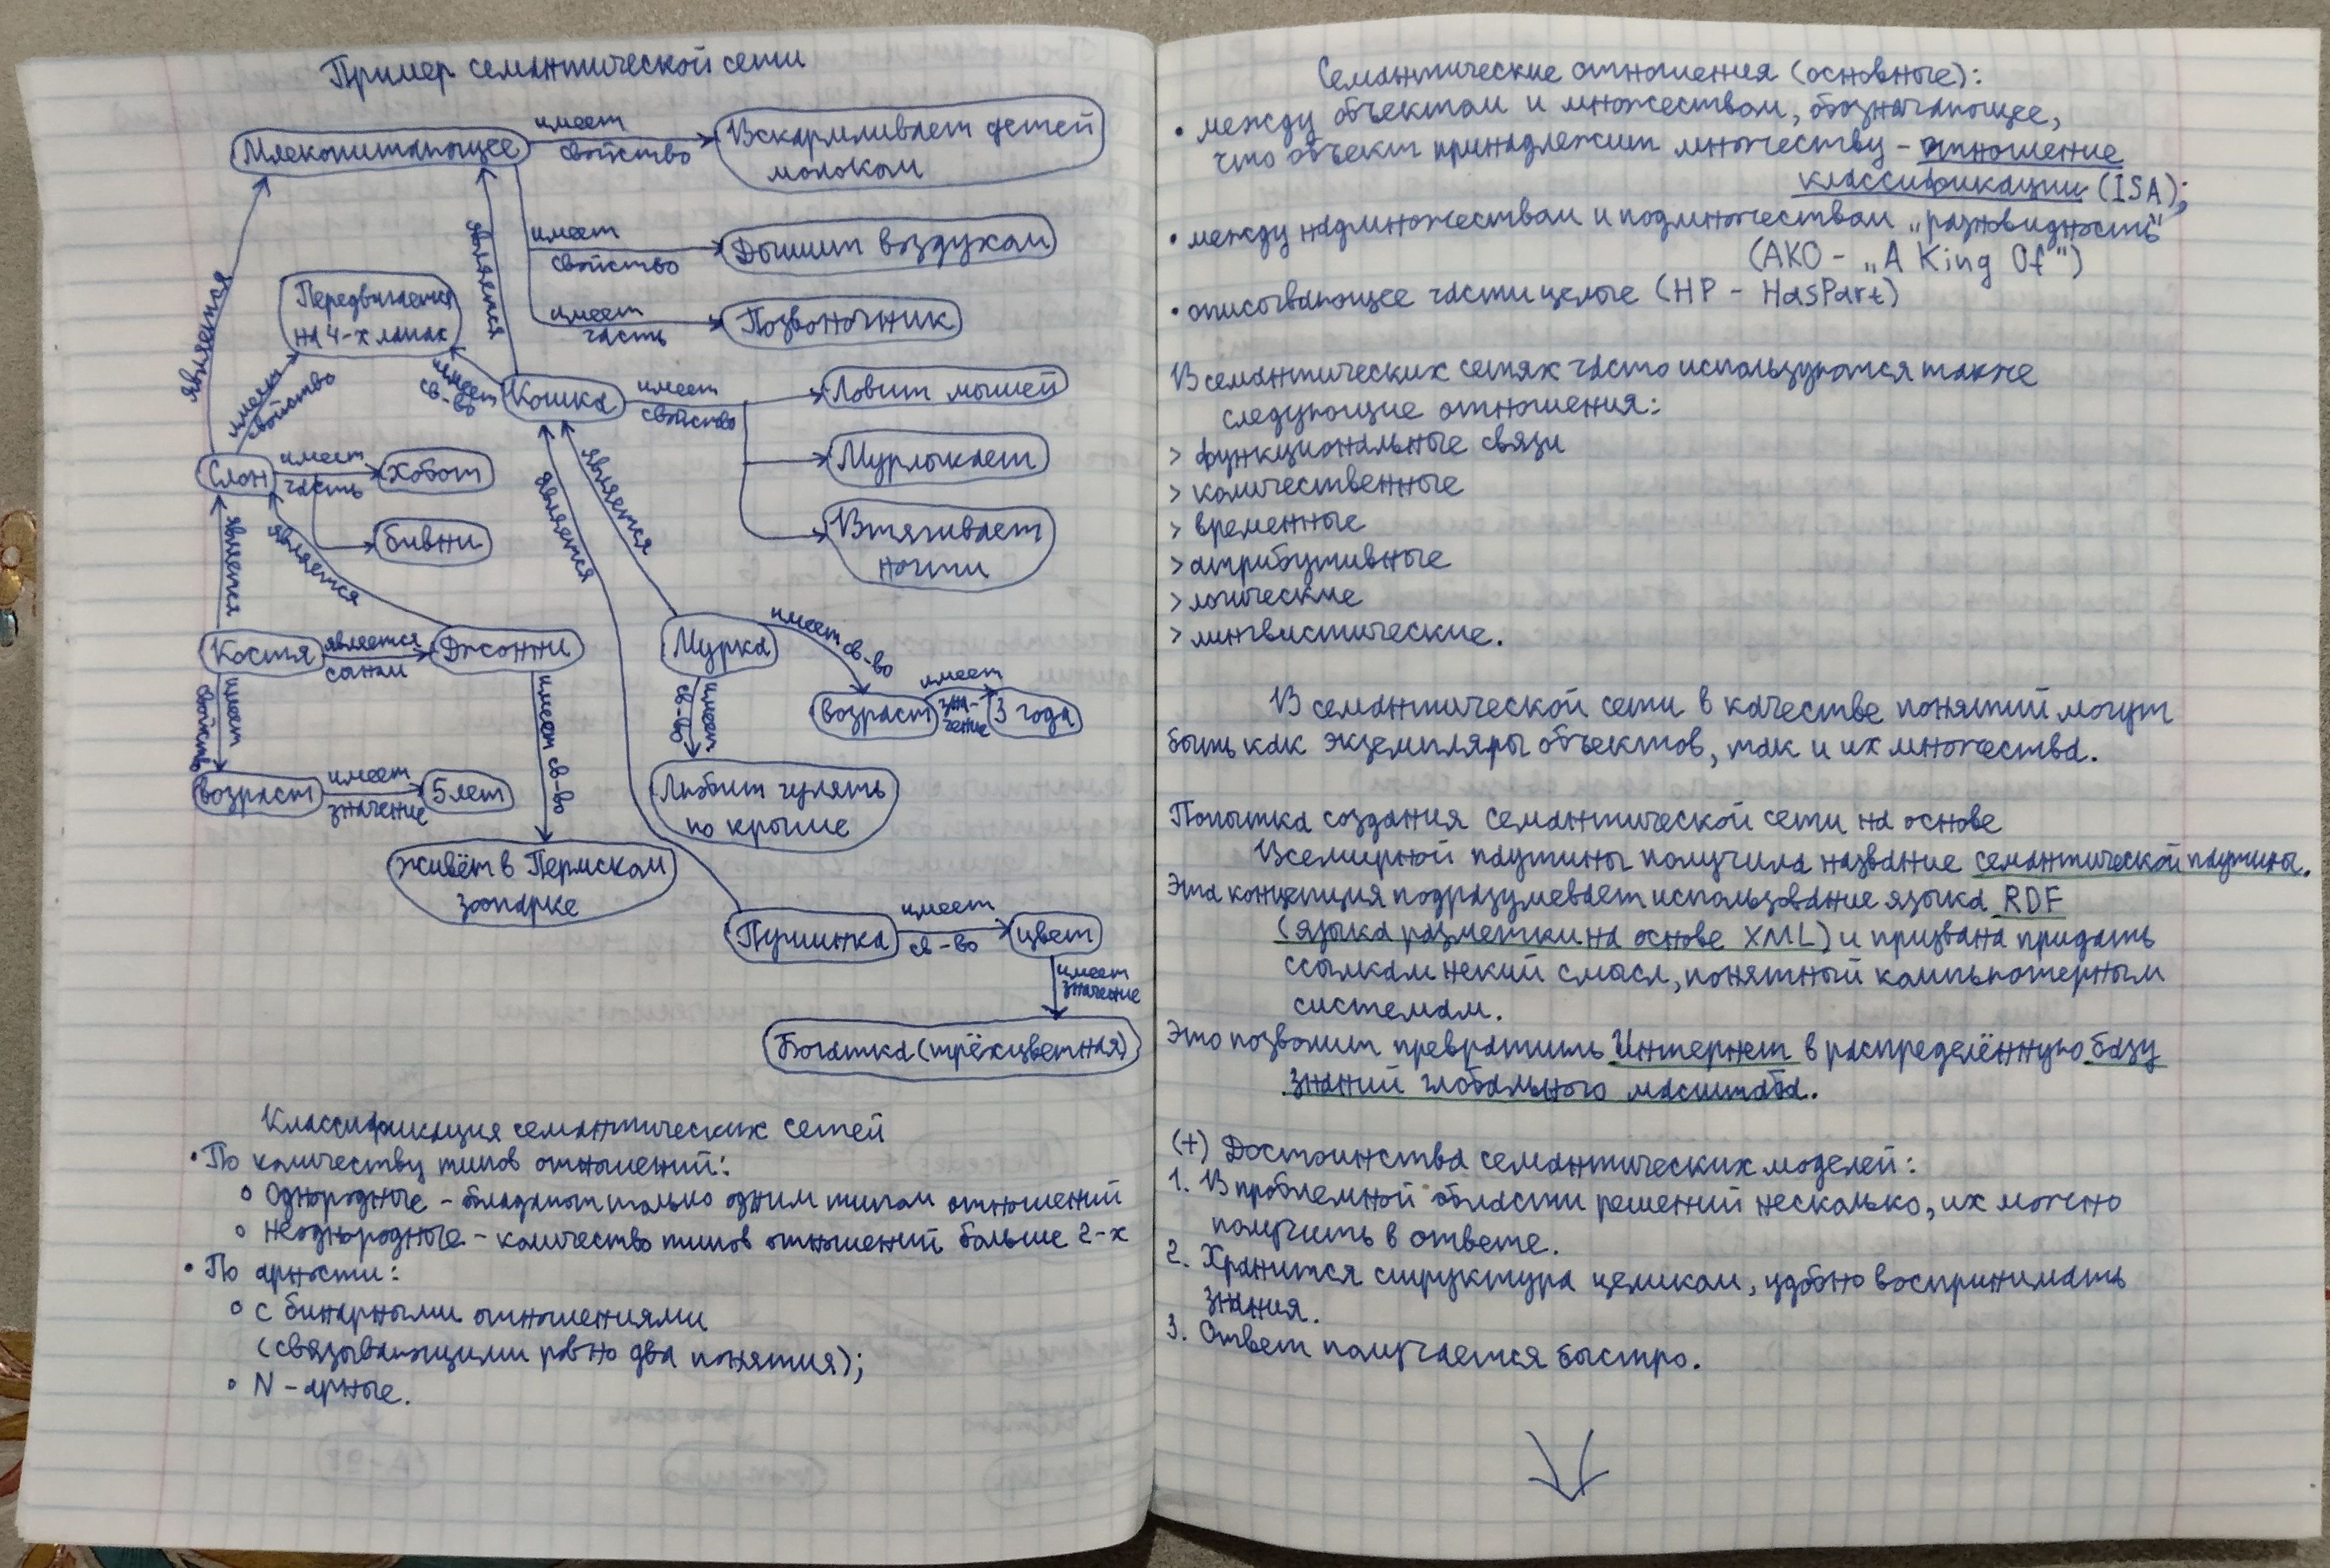 Пример семантической сети
Млекопитающее
имеет
свойство
Вскармливает детей
молоком
имеет
свойство
Дышит воздухом
имеет
часть
Позвоночник
является
является
Передвигается
на 4-х лапах
имеет
свойство
имеет
св-во
Кошка
имеет
свойство
Ловит мышей
Мурлыкает
Втягивает
ногти
Слон
имеет
часть
Хобот
бивни
является
является
является
является
Костя
является
сыном
Джонни
Мурка
имеет св-во
возраст
имеет
зна-
чение
3 года
имеет
свойство
имеет св-во
имеет
св-во
возраст
имеет
значение
5 лет
Любит гулять
по крыше
живёт в Пермском
зоопарке
Пушинка
имеет
св-во
цвет
имеет
значение
Богатка (трёхцветная)
Классификация семантических сетей
• По количеству типов отношений:
о Однородные - обладают только одним типом отношений
о Неоднородные - количество типов отношений больше 2-х
• По арности:
о с бинарными отношениями
(связывающими ровно два понятия);
о N-арные.
Семантические отношения (основные):
• между объектом и множеством, обозначающее,
что объект принадлежит множеству - отношение
классификации (ISA);
• между надмножеством и подмножеством „разновидность"
(AKO - „A King Of")
• описывающее части целые (HP - HasPart)
В семантических сетях часто используются также
следующие отношения:
> функциональные связи
> количественные
> временные
> атрибутивные
> логические
> лингвистические.
В семантической сети в качестве понятий могут
быть как экземпляры объектов, так и их множества.
Попытка создания семантической сети на основе
Всемирной паутины получила название семантической паутины.
Эта концепция подразумевает использование языка RDF
(языка разметки на основе XML) и призвана придать
ссылкам некий смысл, понятный компьютерным
системам.
Это позволит превратить Интернет в распределённую базу
знаний глобального масштаба.
(+) Достоинства семантических моделей:
1. В проблемной области решений несколько, их можно
получить в ответе.
2. Хранится структура целиком, удобно воспринимать
знания.
3. Ответ получается быстро.